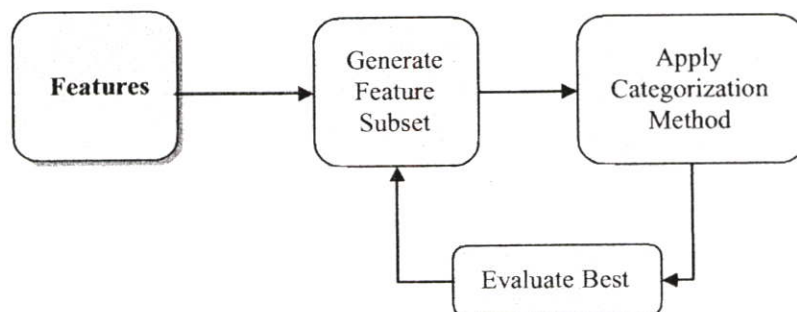 Features
Generate
Feature
Subset
Apply
Categorization
Method
Evaluate Best